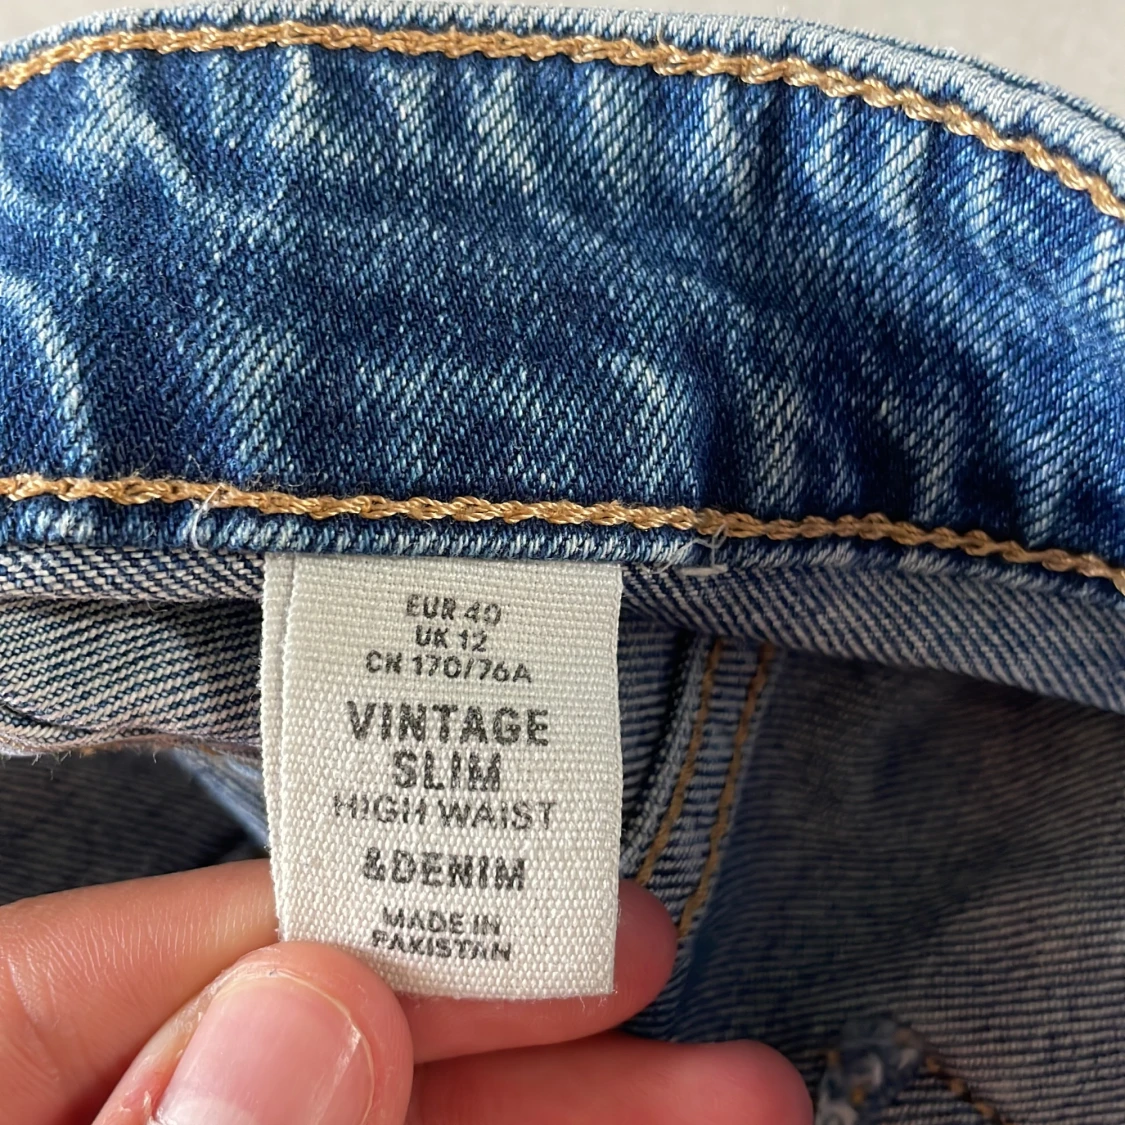 EUR 40
UK 12
CN 170/76A
VINTAGE
SLIM
HIGH WAIST
&DENIM
MADE IN
PAKISTAN